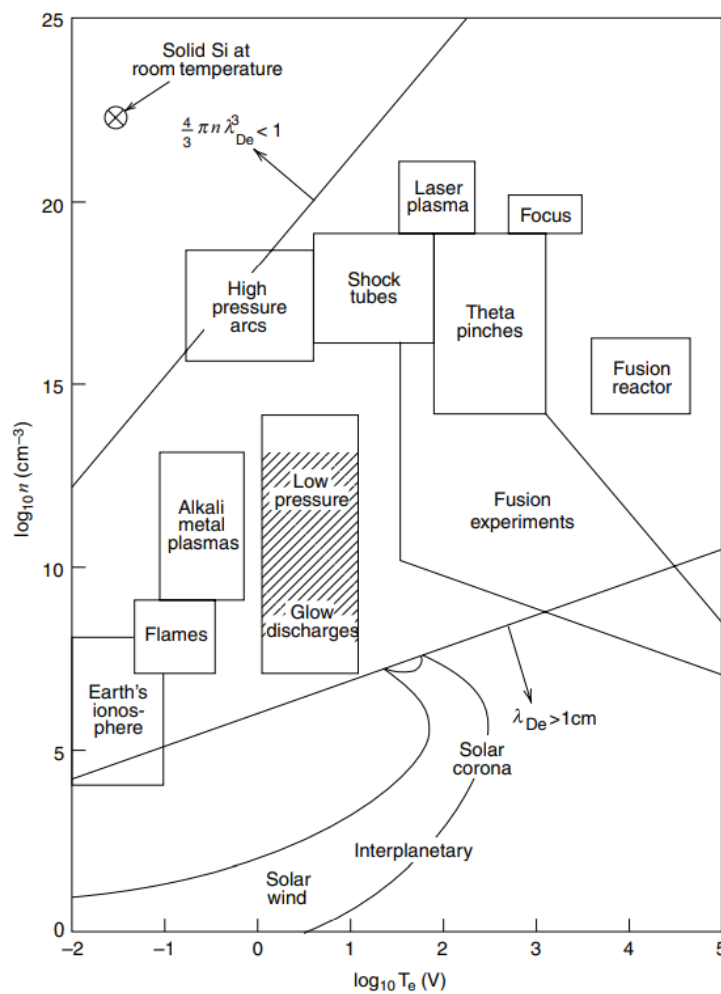 25
Solid Si at
room temperature
4/3 π n λ³De < 1
20
Laser
plasma
Focus
High
pressure
arcs
Shock
tubes
Theta
pinches
Fusion
reactor
15
log10 n (cm–3)
Alkali
metal
plasmas
Low
pressure
Fusion
experiments
10
Flames
Glow
discharges
Earth's
ionos-
phere
λDe > 1cm
5
Solar
corona
Interplanetary
Solar
wind
0
–2
–1
0
1
2
3
4
5
log10 Te (V)